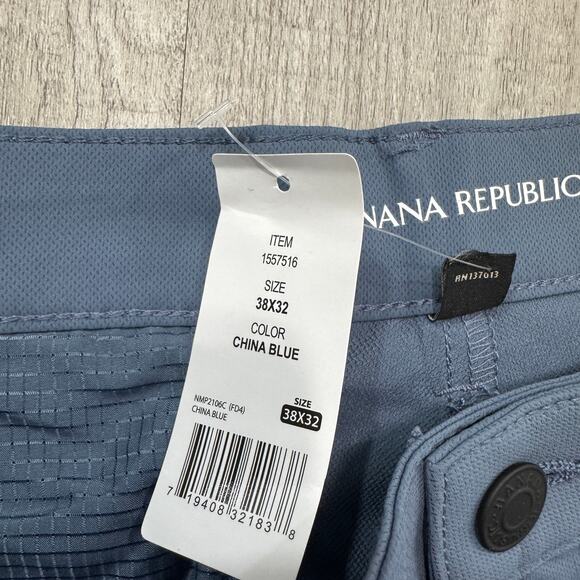 NANA REPUBLIC
RN137613
ITEM
1557516
SIZE
38X32
COLOR
CHINA BLUE
NMP2106C (FD4)
CHINA BLUE
SIZE
38X32
7 19408 32183 8